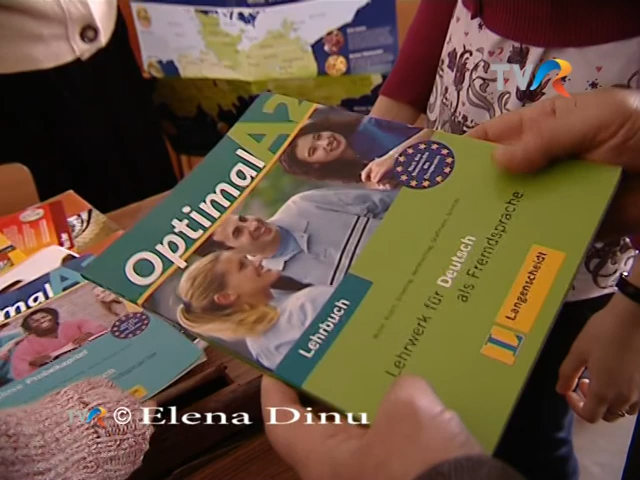 TVR
Optimal A2
Lehrbuch
Lehrwerk für Deutsch
als Fremdsprache
L Langenscheidt
mal A
TVR © Elena Dinu